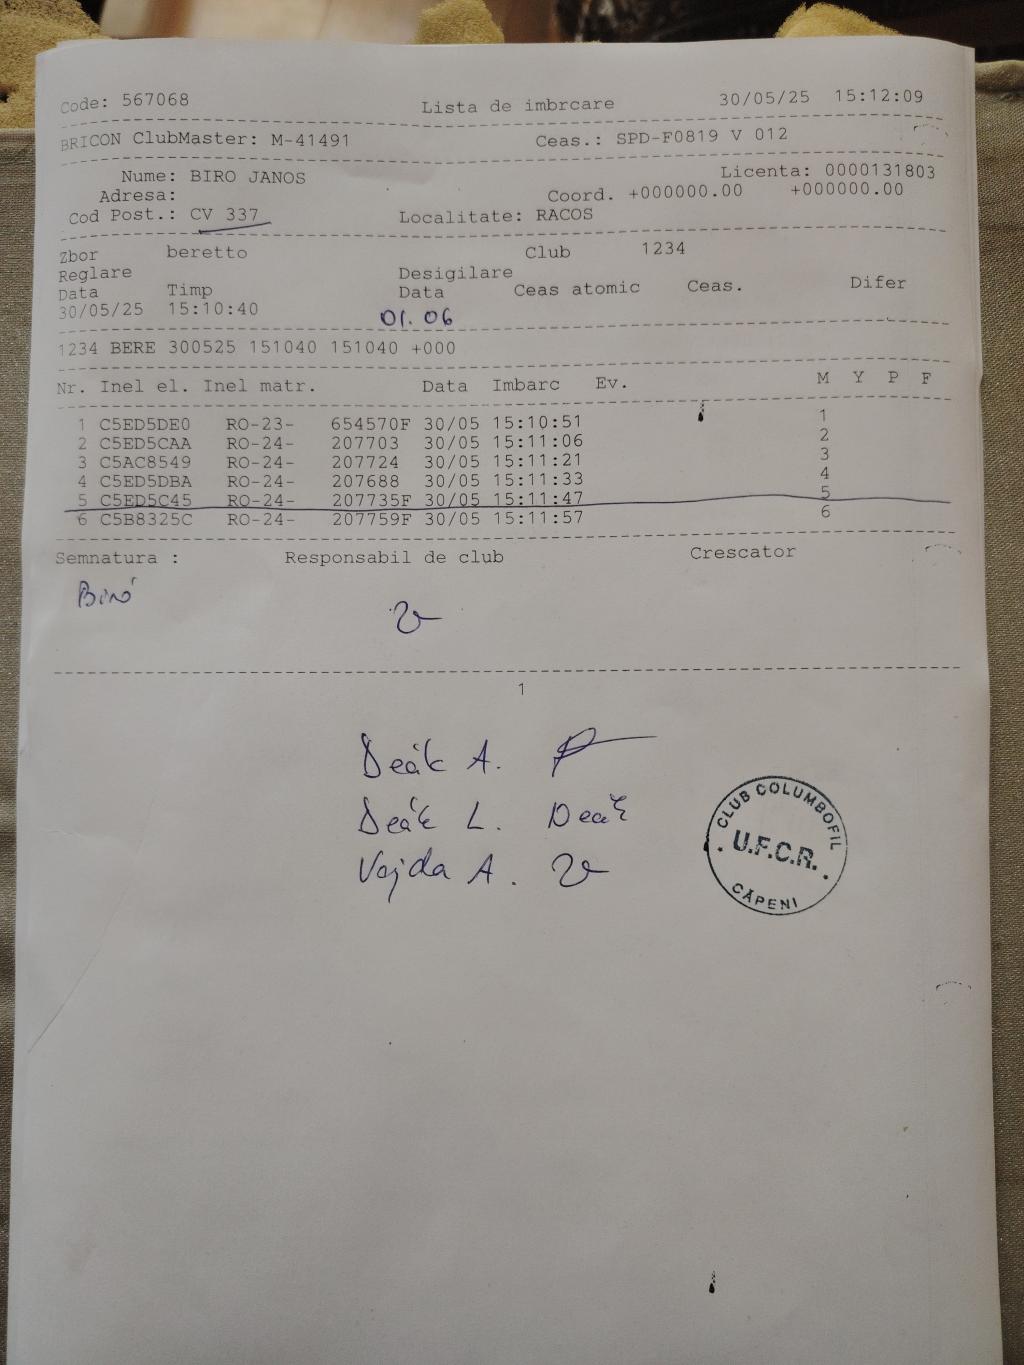 Code: 567068 Lista de imbrcare 30/05/25 15:12:09
BRICON ClubMaster: M-41491 Ceas.: SPD-F0819 V 012
Nume: BIRO JANOS Licenta: 0000131803
Adresa: Coord. +000000.00 +000000.00
Cod Post.: CV 337 Localitate: RACOS
Zbor beretto Club 1234
Reglare Desigilare
Data Timp Data Ceas atomic Ceas. Difer
30/05/25 15:10:40 01.06
1234 BERE 300525 151040 151040 +000
Nr. Inel el. Inel matr. Data Imbarc Ev. M Y P F
1 C5ED5DE0 RO-23- 654570F 30/05 15:10:51 1
2 C5ED5CAA RO-24- 207703 30/05 15:11:06 2
3 C5AC8549 RO-24- 207724 30/05 15:11:21 3
4 C5ED5DBA RO-24- 207688 30/05 15:11:33 4
5 C5ED5C45 RO-24- 207735F 30/05 15:11:47 5
6 C5B8325C RO-24- 207759F 30/05 15:11:57 6
Semnatura : Responsabil de club Crescator
Biró
1
Deák A.
Deák L. Deák
Vajda A.
CLUB COLUMBOFIL
U.F.C.R.
CĂPENI